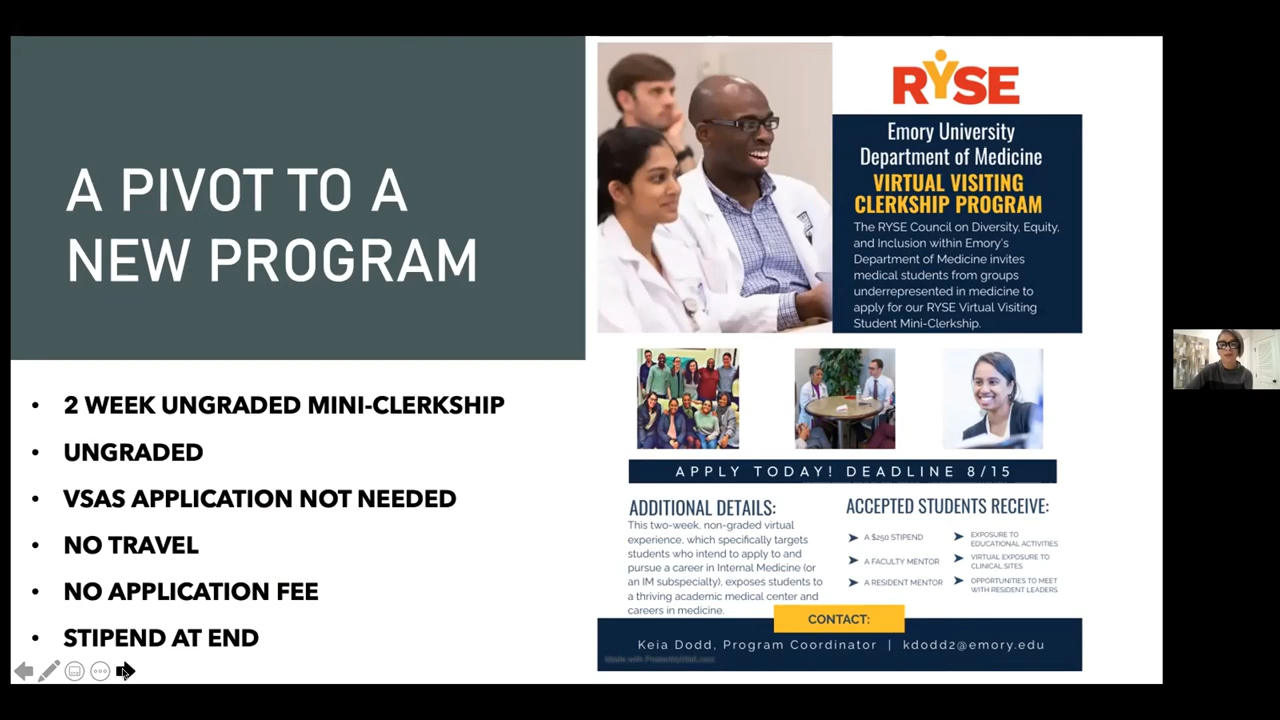 A PIVOT TO A
NEW PROGRAM
• 2 WEEK UNGRADED MINI-CLERKSHIP
• UNGRADED
• VSAS APPLICATION NOT NEEDED
• NO TRAVEL
• NO APPLICATION FEE
• STIPEND AT END
RYSE
Emory University
Department of Medicine
VIRTUAL VISITING
CLERKSHIP PROGRAM
The RYSE Council on Diversity, Equity,
and Inclusion within Emory's
Department of Medicine invites
medical students from groups
underrepresented in medicine to
apply for our RYSE Virtual Visiting
Student Mini-Clerkship.
APPLY TODAY! DEADLINE 8/15
ADDITIONAL DETAILS:
This two-week, non-graded virtual
experience, which specifically targets
students who intend to apply to and
pursue a career in Internal Medicine (or
an IM subspecialty), exposes students to
a thriving academic medical center and
careers in medicine.
ACCEPTED STUDENTS RECEIVE:
A $250 STIPEND
A FACULTY MENTOR
A RESIDENT MENTOR
EXPOSURE TO
EDUCATIONAL ACTIVITIES
VIRTUAL EXPOSURE TO
CLINICAL SITES
OPPORTUNITIES TO MEET
WITH RESIDENT LEADERS
CONTACT:
Keia Dodd, Program Coordinator | kdodd2@emory.edu
Made with PosterMyWall.com